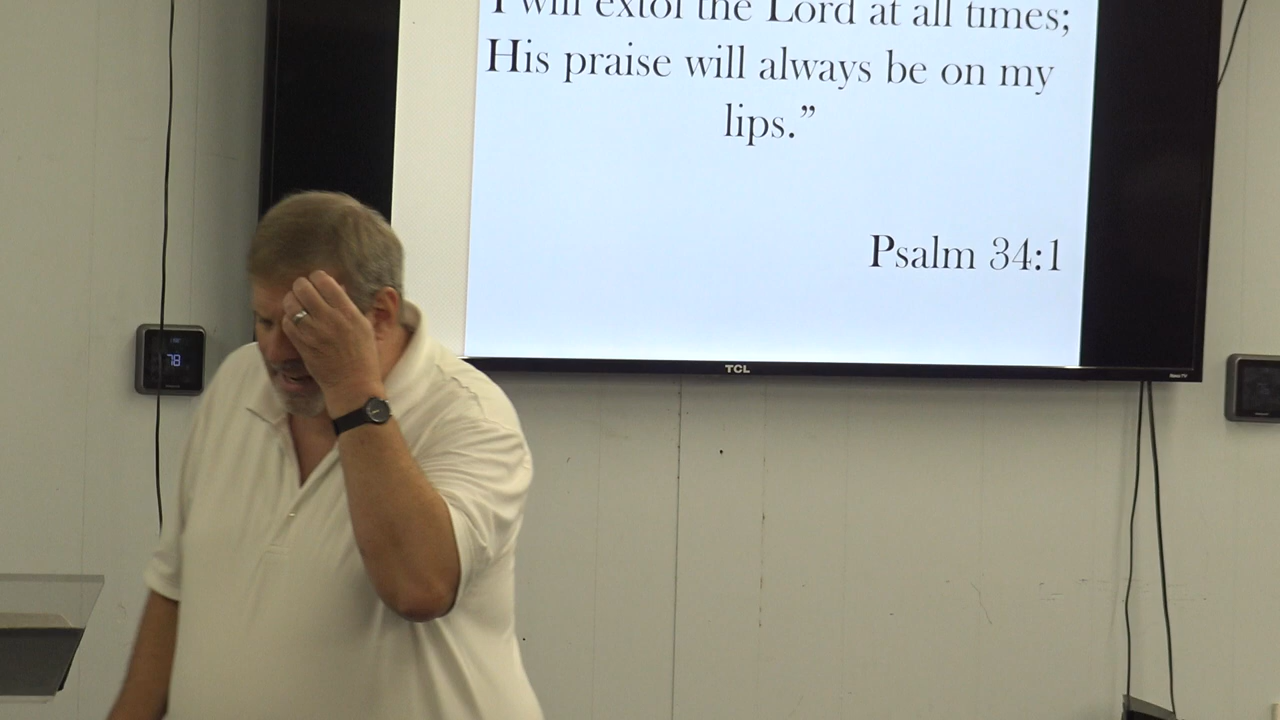 I will extol the Lord at all times;
His praise will always be on my
lips.”
Psalm 34:1
78
TCL